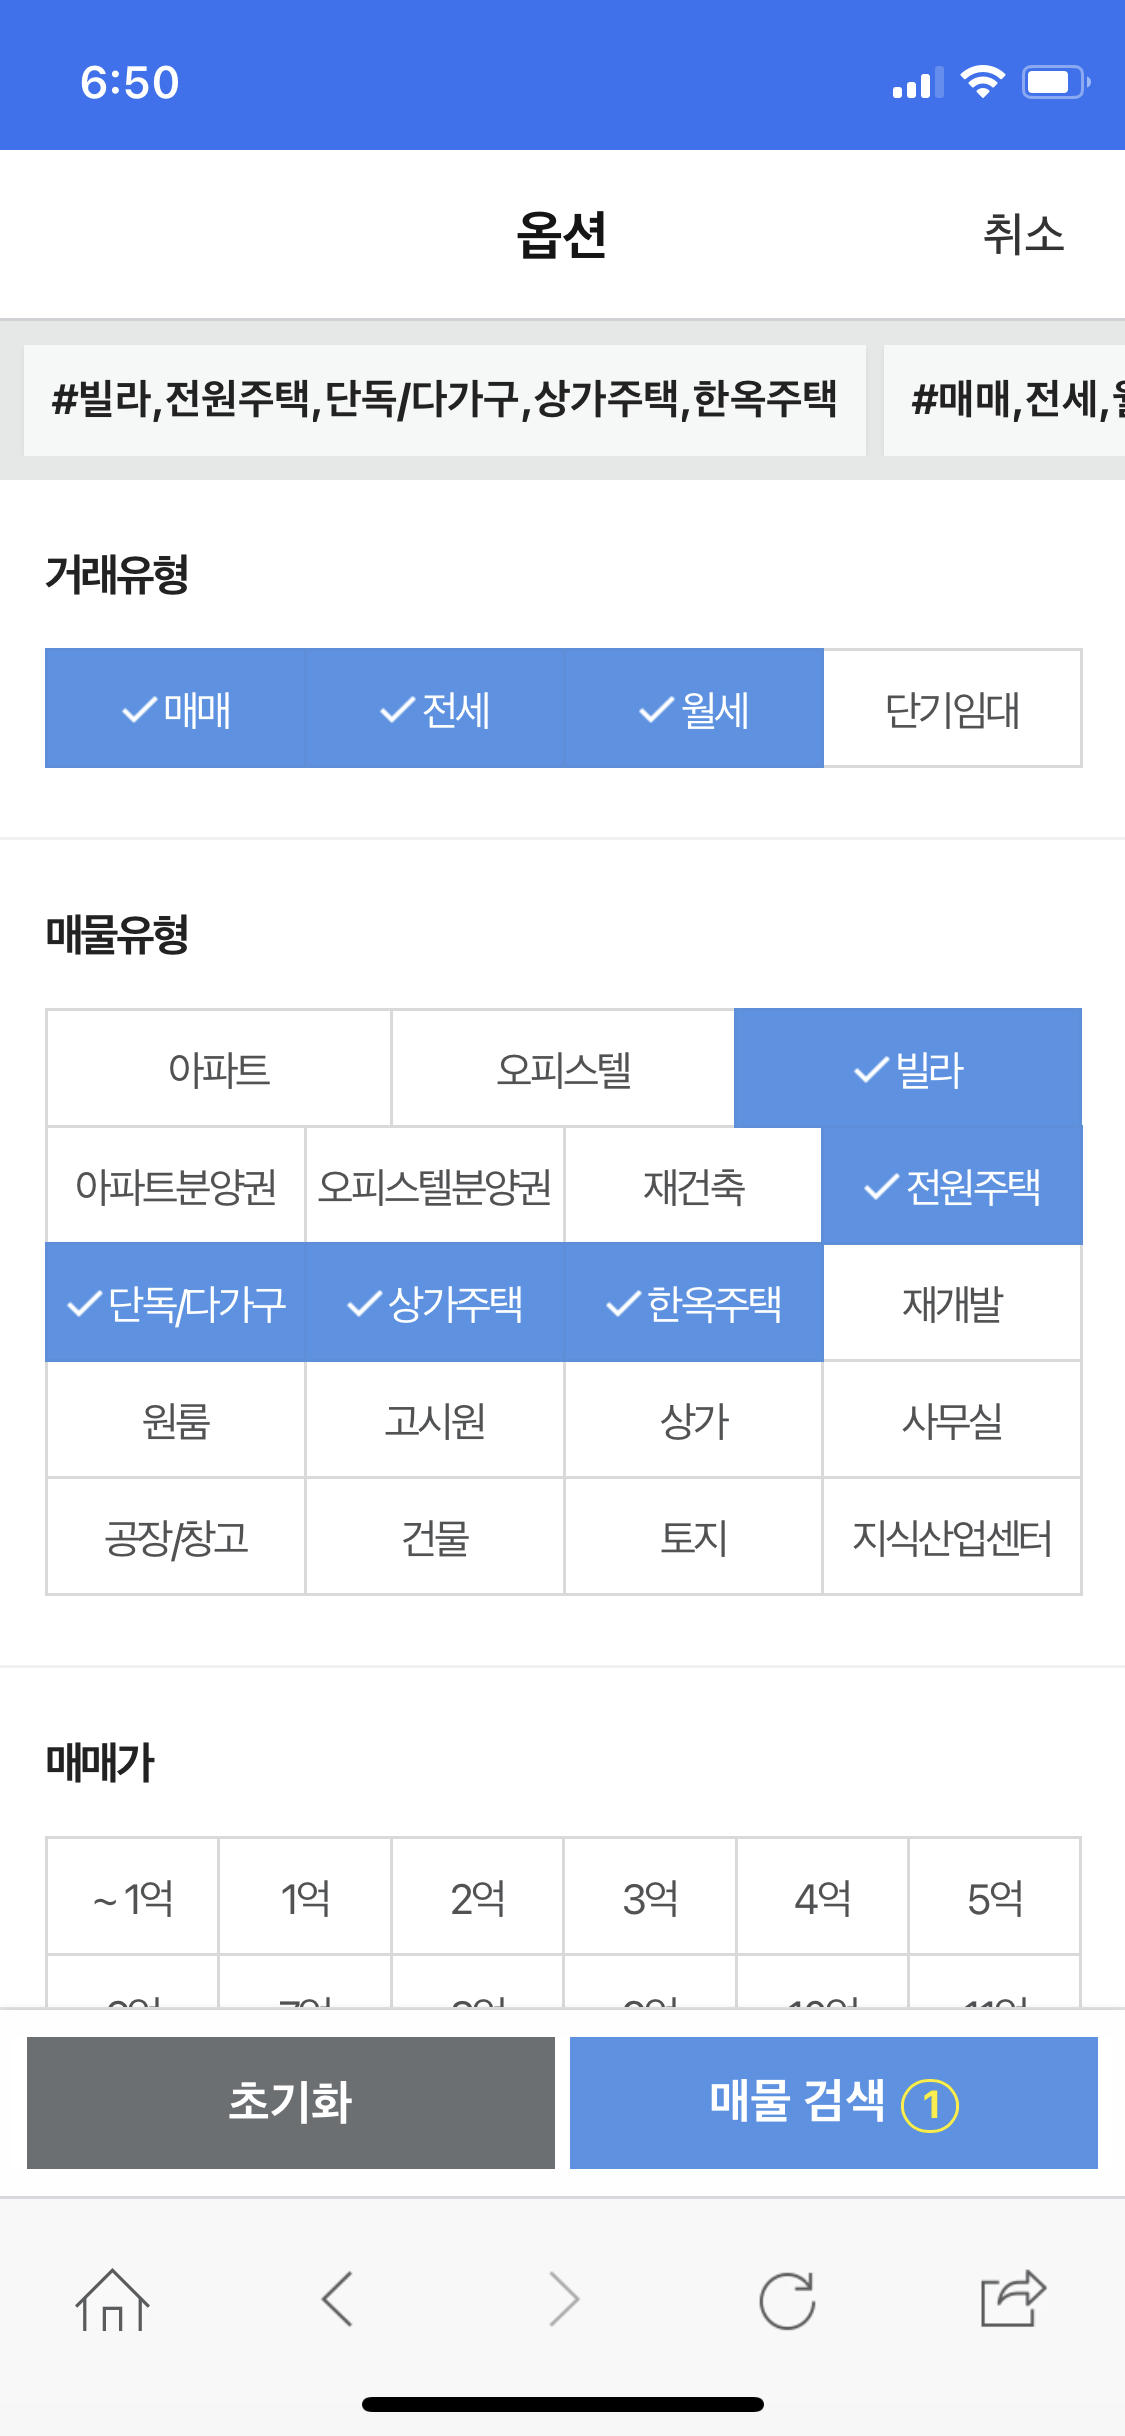 6:50
옵션
취소
#빌라,전원주택,단독/다가구,상가주택,한옥주택
#매매,전세,
거래유형
매매 전세 월세 단기임대
매물유형
아파트 오피스텔 빌라
아파트분양권 오피스텔분양권 재건축 전원주택
단독/다가구 상가주택 한옥주택 재개발
원룸 고시원 상가 사무실
공장/창고 건물 토지 지식산업센터
매매가
~ 1억 1억 2억 3억 4억 5억
초기화
매물 검색 1